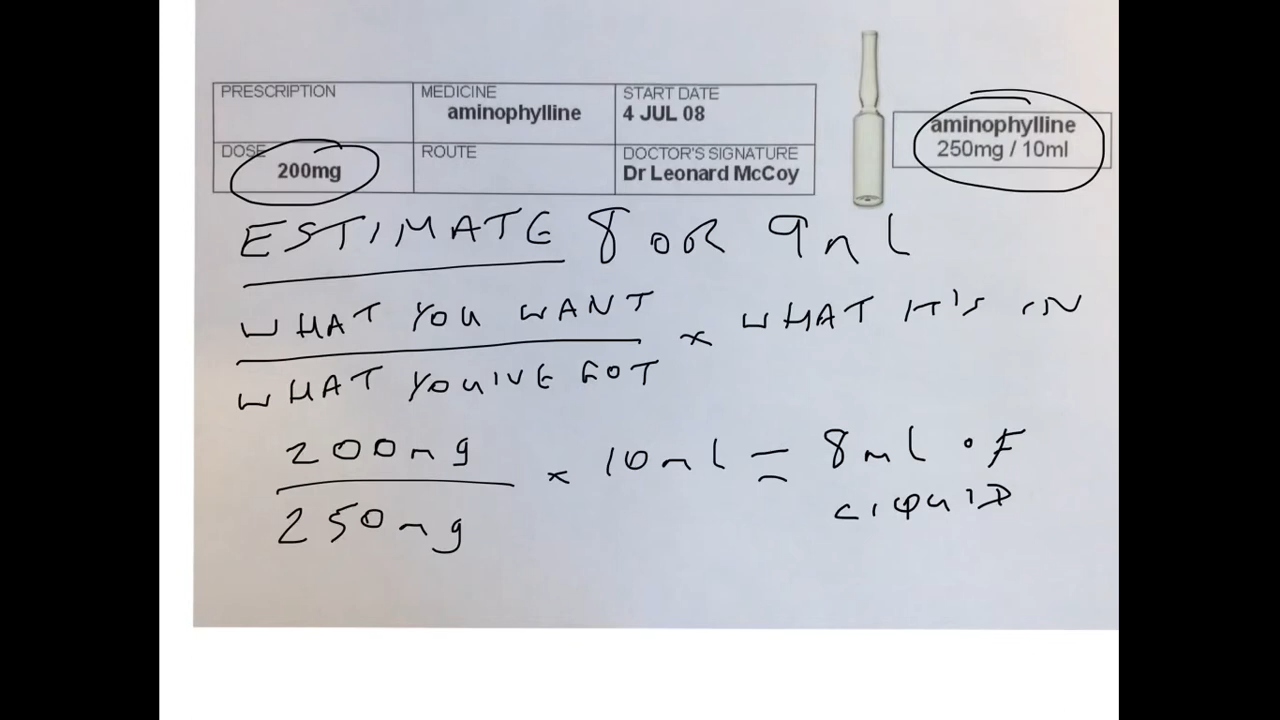 PRESCRIPTION
MEDICINE
aminophylline
START DATE
4 JUL 08
DOSE
200mg
ROUTE
DOCTOR'S SIGNATURE
Dr Leonard McCoy
aminophylline
250mg / 10ml
ESTIMATE 8 OR 9ml
WHAT YOU WANT
WHAT YOU'VE GOT
× WHAT IT'S IN
200mg
250mg
× 10ml = 8ml OF
LIQUID